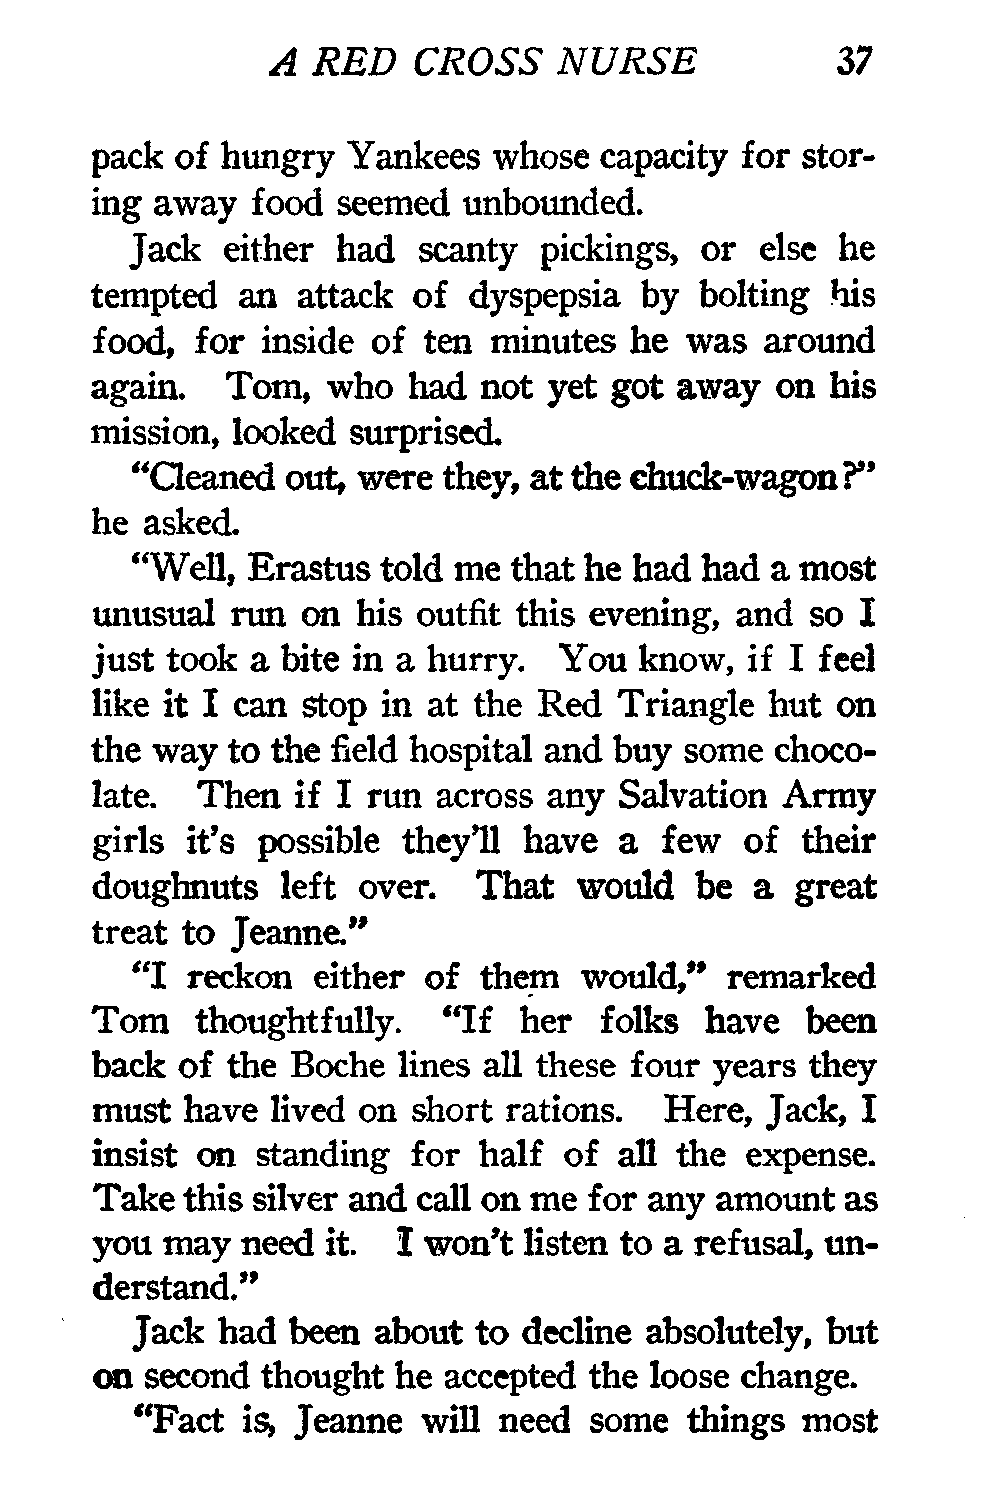 A RED CROSS NURSE 37
pack of hungry Yankees whose capacity for stor-
ing away food seemed unbounded.
Jack either had scanty pickings, or else he
tempted an attack of dyspepsia by bolting his
food, for inside of ten minutes he was around
again. Tom, who had not yet got away on his
mission, looked surprised.
“Cleaned out, were they, at the chuck-wagon?”
he asked.
“Well, Erastus told me that he had had a most
unusual run on his outfit this evening, and so I
just took a bite in a hurry. You know, if I feel
like it I can stop in at the Red Triangle hut on
the way to the field hospital and buy some choco-
late. Then if I run across any Salvation Army
girls it’s possible they’ll have a few of their
doughnuts left over. That would be a great
treat to Jeanne.”
“I reckon either of them would,” remarked
Tom thoughtfully. “If her folks have been
back of the Boche lines all these four years they
must have lived on short rations. Here, Jack, I
insist on standing for half of all the expense.
Take this silver and call on me for any amount as
you may need it. I won’t listen to a refusal, un-
derstand.”
Jack had been about to decline absolutely, but
on second thought he accepted the loose change.
“Fact is, Jeanne will need some things most